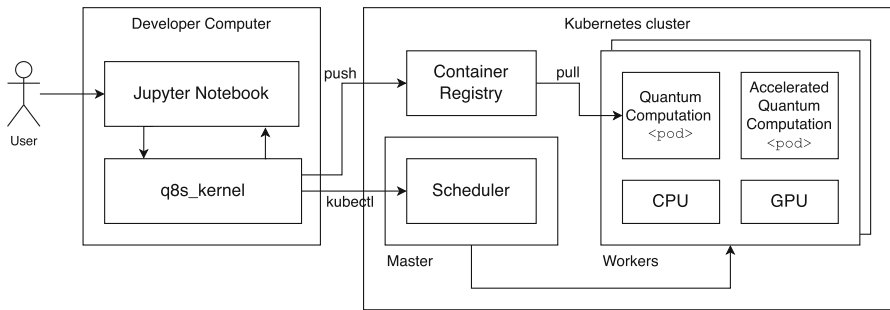 Developer Computer
Kubernetes cluster
User
Jupyter Notebook
q8s_kernel
push
kubectl
Container
Registry
pull
Scheduler
Master
Quantum
Computation
<pod>
Accelerated
Quantum
Computation
<pod>
CPU
GPU
Workers